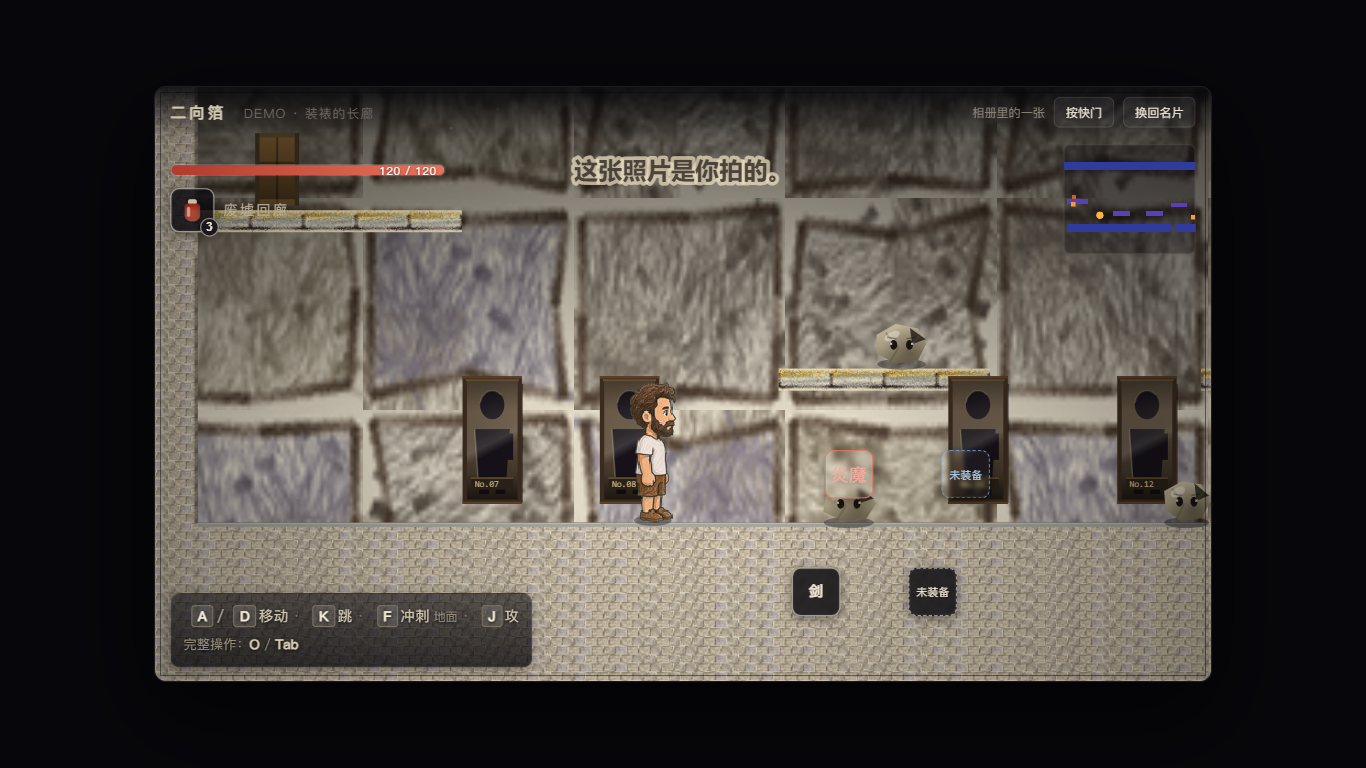 二向箔 DEMO · 装裱的长廊
相册里的一张 按快门 换回名片
这张照片是你拍的。
120 / 120
废墟回廊
3
No.07
No.08
No.12
炎魔
未装备
剑
未装备
A / D 移动 · K 跳 · F 冲刺 地面 · J 攻
完整操作: O / Tab